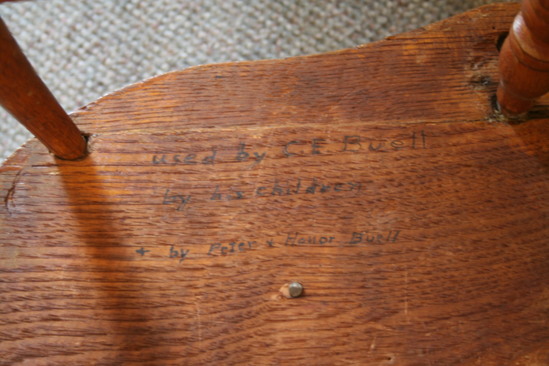 used by C E Buell
by his children
+ by Peter + Honor Buell